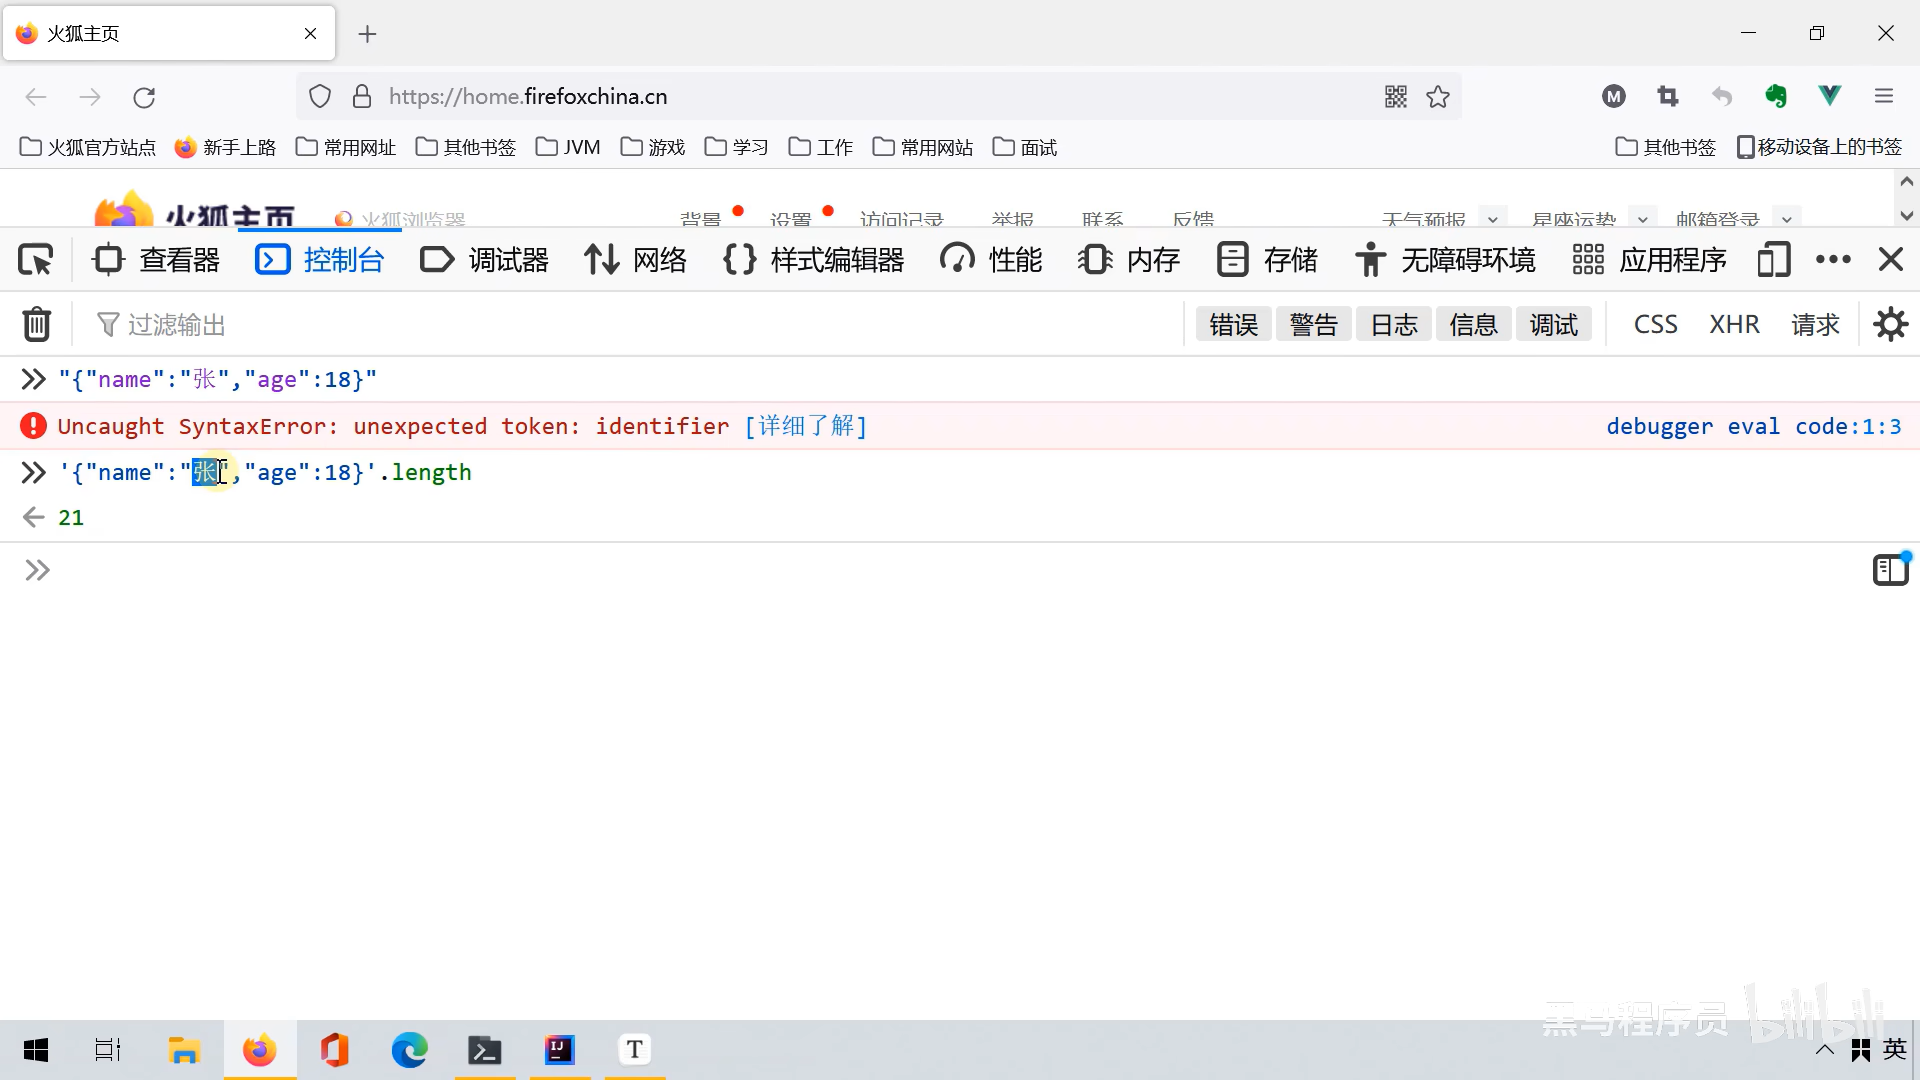 火狐主页
https://home.firefoxchina.cn
M
火狐官方站点 新手上路 常用网址 其他书签 JVM 游戏 学习 工作 常用网站 面试 其他书签 移动设备上的书签
火狐主页 火狐浏览器 背景 设置 访问记录 举报 联系 反馈 天气预报 星座运势 邮箱登录
查看器 控制台 调试器 网络 样式编辑器 性能 内存 存储 无障碍环境 应用程序
过滤输出 错误 警告 日志 信息 调试 CSS XHR 请求
"{"name":"张","age":18}"
Uncaught SyntaxError: unexpected token: identifier [详细了解] debugger eval code:1:3
'{"name":"张","age":18}'.length
21
黑马程序员 bilibili
IJ T 英